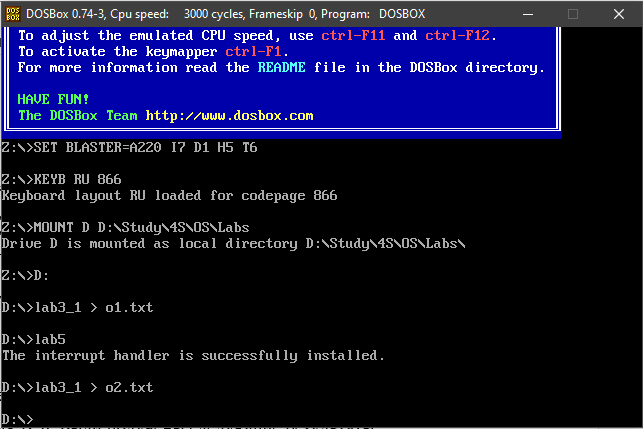 DOSBox 0.74-3, Cpu speed: 3000 cycles, Frameskip 0, Program: DOSBOX
To adjust the emulated CPU speed, use ctrl-F11 and ctrl-F12.
To activate the keymapper ctrl-F1.
For more information read the README file in the DOSBox directory.
HAVE FUN!
The DOSBox Team http://www.dosbox.com
Z:\>SET BLASTER=A220 I7 D1 H5 T6
Z:\>KEYB RU 866
Keyboard layout RU loaded for codepage 866
Z:\>MOUNT D D:\Study\4S\OS\Labs
Drive D is mounted as local directory D:\Study\4S\OS\Labs\
Z:\>D:
D:\>lab3_1 > o1.txt
D:\>lab5
The interrupt handler is successfully installed.
D:\>lab3_1 > o2.txt
D:\>